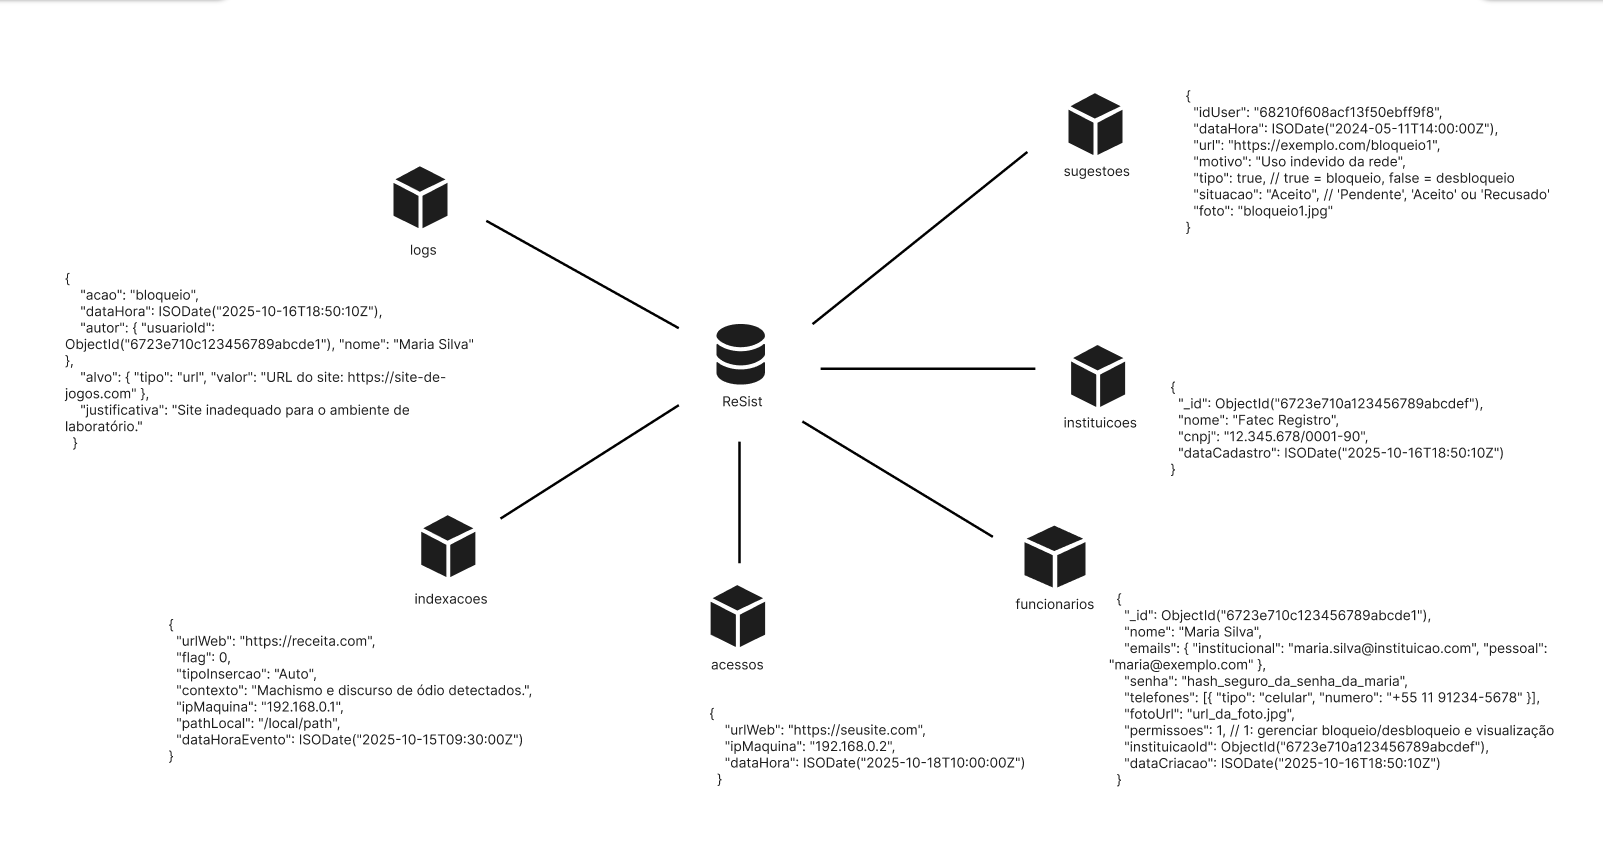 logs
{
"acao": "bloqueio",
"dataHora": ISODate("2025-10-16T18:50:10Z"),
"autor": { "usuarioId":
ObjectId("6723e710c123456789abcde1"), "nome": "Maria Silva"
},
"alvo": { "tipo": "url", "valor": "URL do site: https://site-de-
jogos.com" },
"justificativa": "Site inadequado para o ambiente de
laboratório."
}
sugestoes
{
"idUser": "68210f608acf13f50ebff9f8",
"dataHora": ISODate("2024-05-11T14:00:00Z"),
"url": "https://exemplo.com/bloqueio1",
"motivo": "Uso indevido da rede",
"tipo": true, // true = bloqueio, false = desbloqueio
"situacao": "Aceito", // 'Pendente', 'Aceito' ou 'Recusado'
"foto": "bloqueio1.jpg"
}
ReSist
instituicoes
{
"_id": ObjectId("6723e710a123456789abcdef"),
"nome": "Fatec Registro",
"cnpj": "12.345.678/0001-90",
"dataCadastro": ISODate("2025-10-16T18:50:10Z")
}
indexacoes
{
"urlWeb": "https://receita.com",
"flag": 0,
"tipoInsercao": "Auto",
"contexto": "Machismo e discurso de ódio detectados.",
"ipMaquina": "192.168.0.1",
"pathLocal": "/local/path",
"dataHoraEvento": ISODate("2025-10-15T09:30:00Z")
}
acessos
{
"urlWeb": "https://seusite.com",
"ipMaquina": "192.168.0.2",
"dataHora": ISODate("2025-10-18T10:00:00Z")
}
funcionarios
{
"_id": ObjectId("6723e710c123456789abcde1"),
"nome": "Maria Silva",
"emails": { "institucional": "maria.silva@instituicao.com", "pessoal":
"maria@exemplo.com" },
"senha": "hash_seguro_da_senha_da_maria",
"telefones": [{ "tipo": "celular", "numero": "+55 11 91234-5678" }],
"fotoUrl": "url_da_foto.jpg",
"permissoes": 1, // 1: gerenciar bloqueio/desbloqueio e visualização
"instituicaoId": ObjectId("6723e710a123456789abcdef"),
"dataCriacao": ISODate("2025-10-16T18:50:10Z")
}